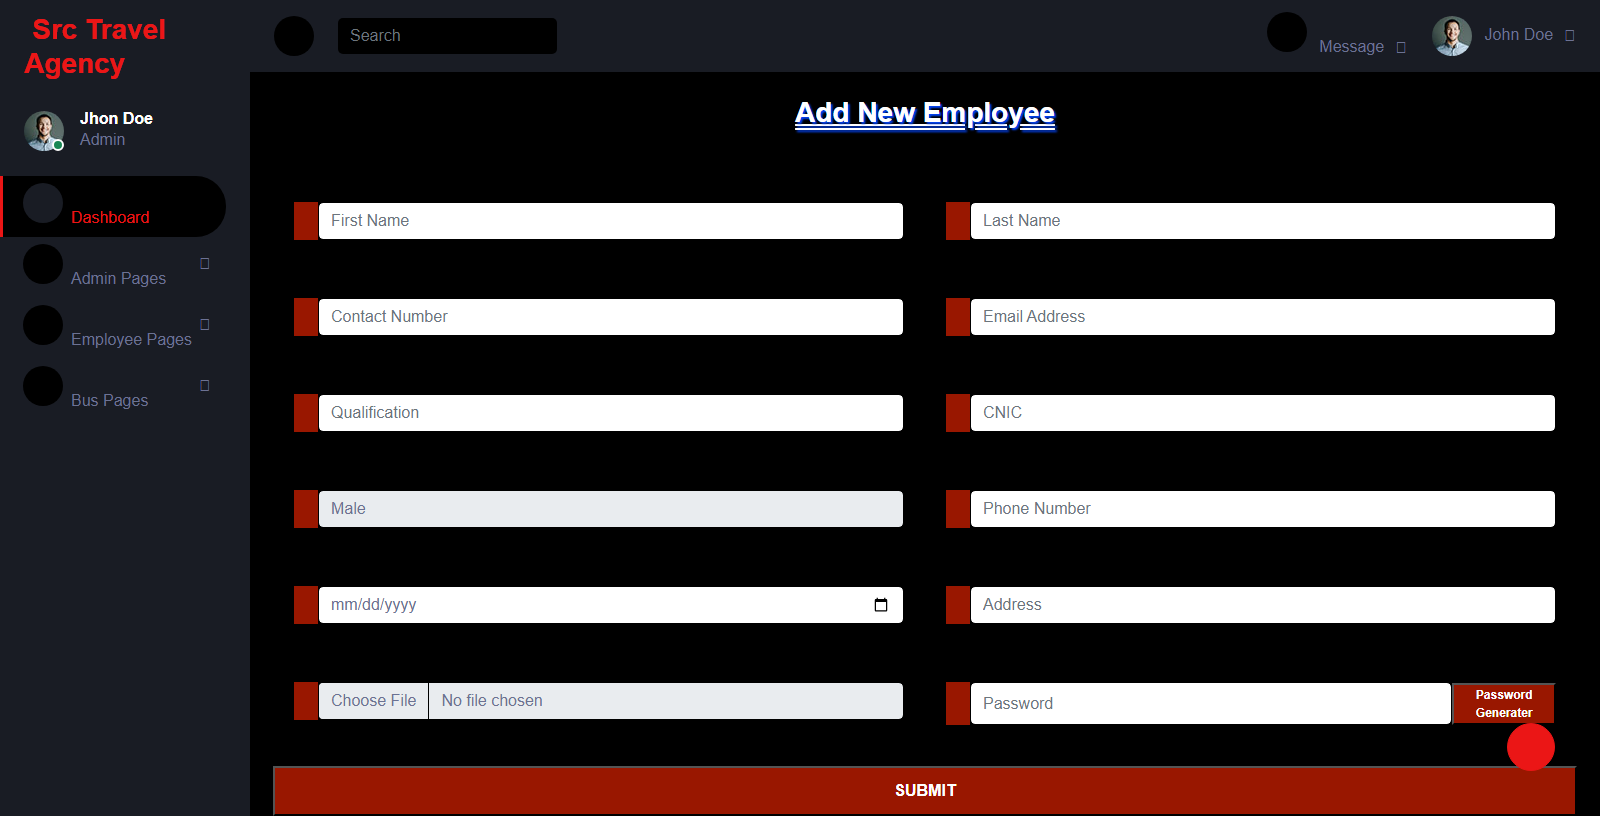 Src Travel
Agency
Search
Message
John Doe
Jhon Doe
Admin
Dashboard
Admin Pages
Employee Pages
Bus Pages
Add New Employee
First Name
Last Name
Contact Number
Email Address
Qualification
CNIC
Male
Phone Number
mm/dd/yyyy
Address
Choose File
No file chosen
Password
Password
Generater
SUBMIT